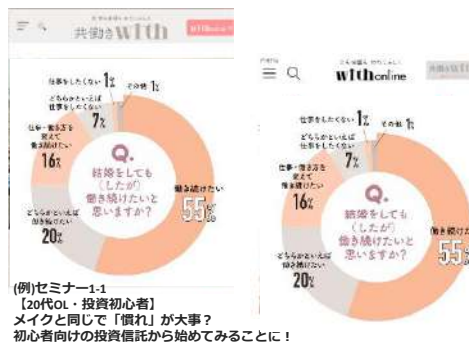 共働きwith
仕事をしたくない 1%
その他 1%
どちらかといえば
仕事をしたくない
7%
仕事・働き方を
変えて
働き続けたい
16%
どちらかといえば
働き続けたい
20%
Q.
結婚をしても
(したが)
働き続けたいと
思いますか?
働き続けたい
55%
withonline
仕事をしたくない 1%
その他 1%
どちらかといえば
仕事をしたくない
7%
仕事・働き方を
変えて
働き続けたい
16%
どちらかといえば
働き続けたい
20%
Q.
結婚をしても
(したが)
働き続けたいと
思いますか?
働き続け
55%
(例)セミナー1-1
【20代OL・投資初心者】
メイクと同じで「慣れ」が大事?
初心者向けの投資信託から始めてみることに!